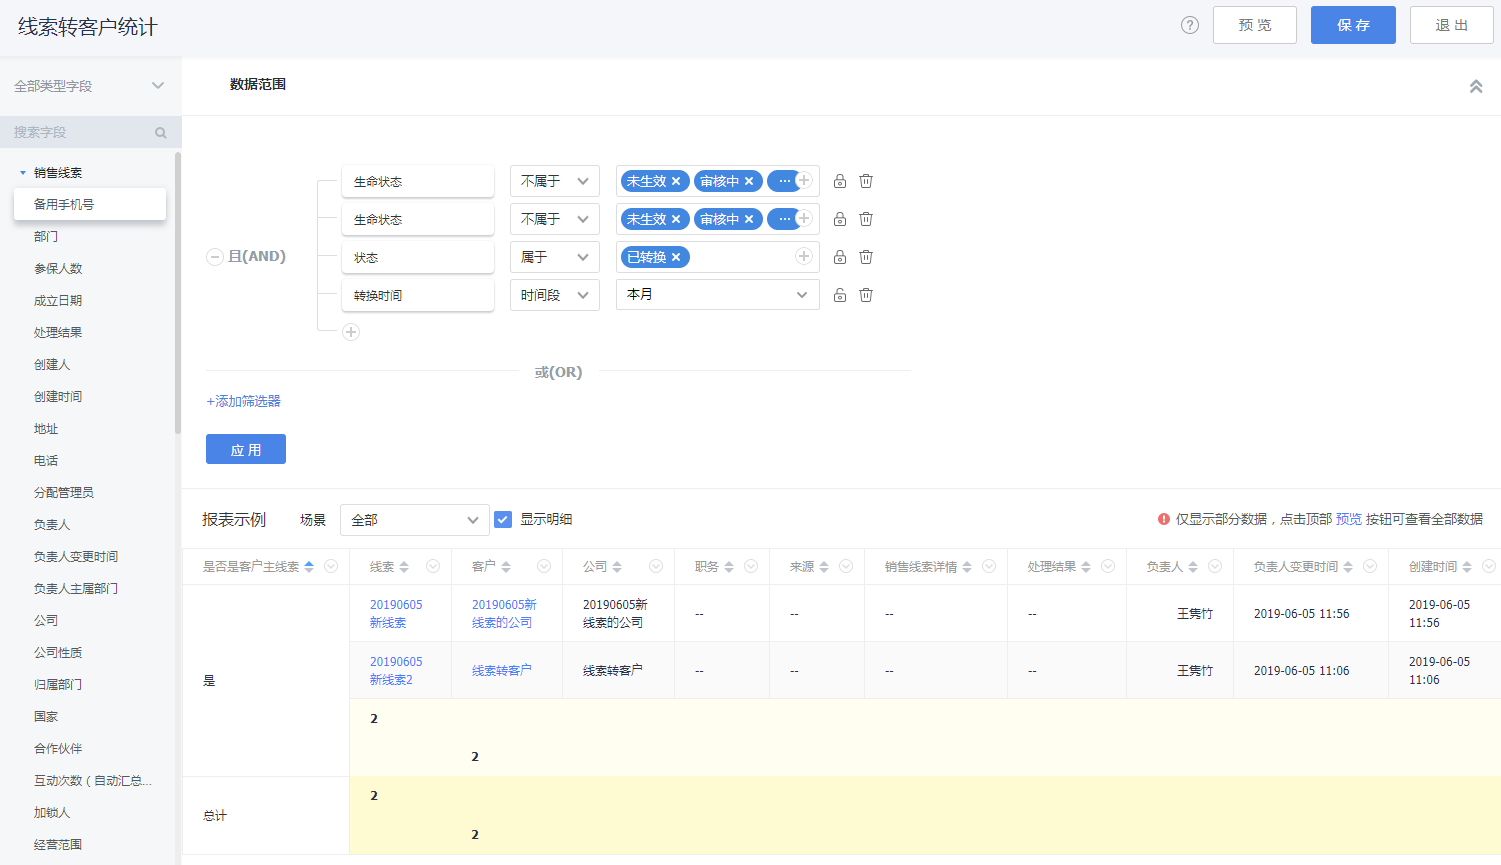 线索转客户统计
?
预 览
保 存
退 出
全部类型字段
搜索字段
销售线索
备用手机号
部门
参保人数
成立日期
处理结果
创建人
创建时间
地址
电话
分配管理员
负责人
负责人变更时间
负责人主属部门
公司
公司性质
归属部门
国家
合作伙伴
互动次数 ( 自动汇总...
加锁人
经营范围
数据范围
且(AND)
生命状态 不属于 未生效 × 审核中 × ···
生命状态 不属于 未生效 × 审核中 × ···
状态 属于 已转换 ×
转换时间 时间段 本月
或(OR)
+添加筛选器
应 用
报表示例 场景 全部 显示明细
仅显示部分数据，点击顶部 预览 按钮可查看全部数据
是否是客户主线索 线索 客户 公司 职务 来源 销售线索详情 处理结果 负责人 负责人变更时间 创建时间
是
20190605新线索 20190605新线索的公司 20190605新线索的公司 -- -- -- -- 王隽竹 2019-06-05 11:56 2019-06-05 11:56
20190605新线索2 线索转客户 线索转客户 -- -- -- -- 王隽竹 2019-06-05 11:06 2019-06-05 11:06
2
2
总计
2
2